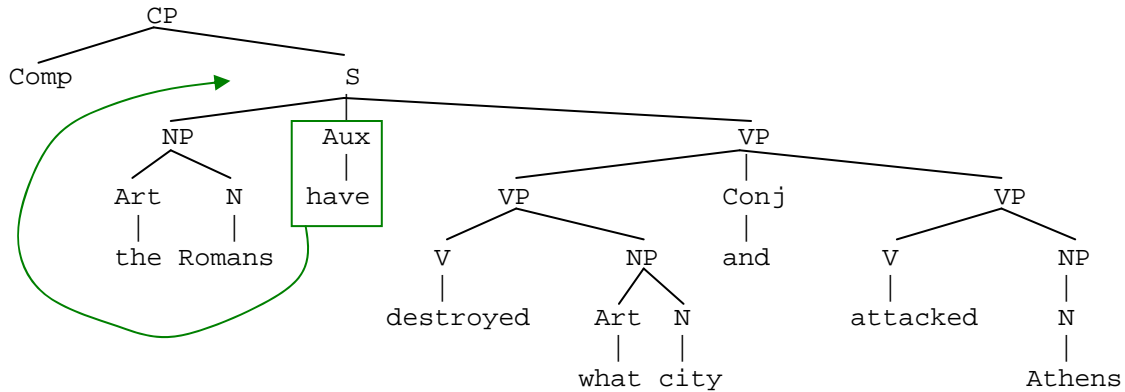 CP
Comp S
NP Aux VP
Art N have VP Conj VP
the Romans V NP and V NP
destroyed Art N attacked N
what city Athens